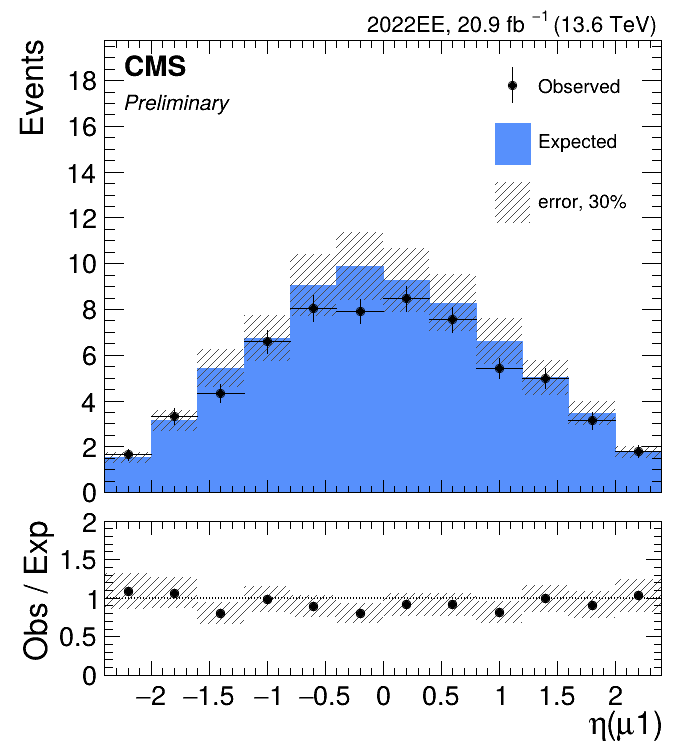 2022EE, 20.9 fb ⁻¹ (13.6 TeV)
CMS
Preliminary
Observed
Expected
error, 30%
Events
18
16
14
12
10
8
6
4
2
0
Obs / Exp
2
1.5
1
0.5
0
−2 −1.5 −1 −0.5 0 0.5 1 1.5 2
η(μ1)